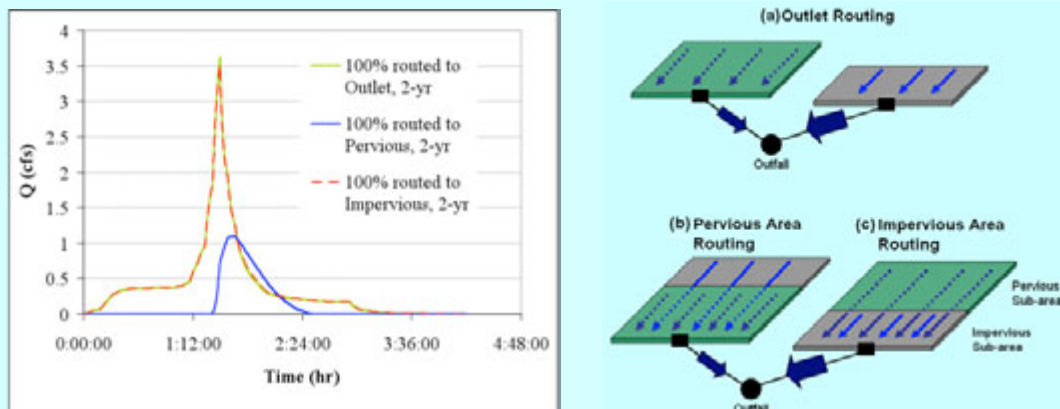 4
3.5
3
2.5
2
1.5
1
0.5
0
Q (cfs)
100% routed to
Outlet, 2-yr
100% routed to
Pervious, 2-yr
100% routed to
Impervious, 2-yr
0:00:00 1:12:00 2:24:00 3:36:00 4:48:00
Time (hr)
(a)Outlet Routing
Outfall
(b) Pervious Area
Routing
(c) Impervious Area
Routing
Pervious
Sub-area
Impervious
Sub-area
Outfall